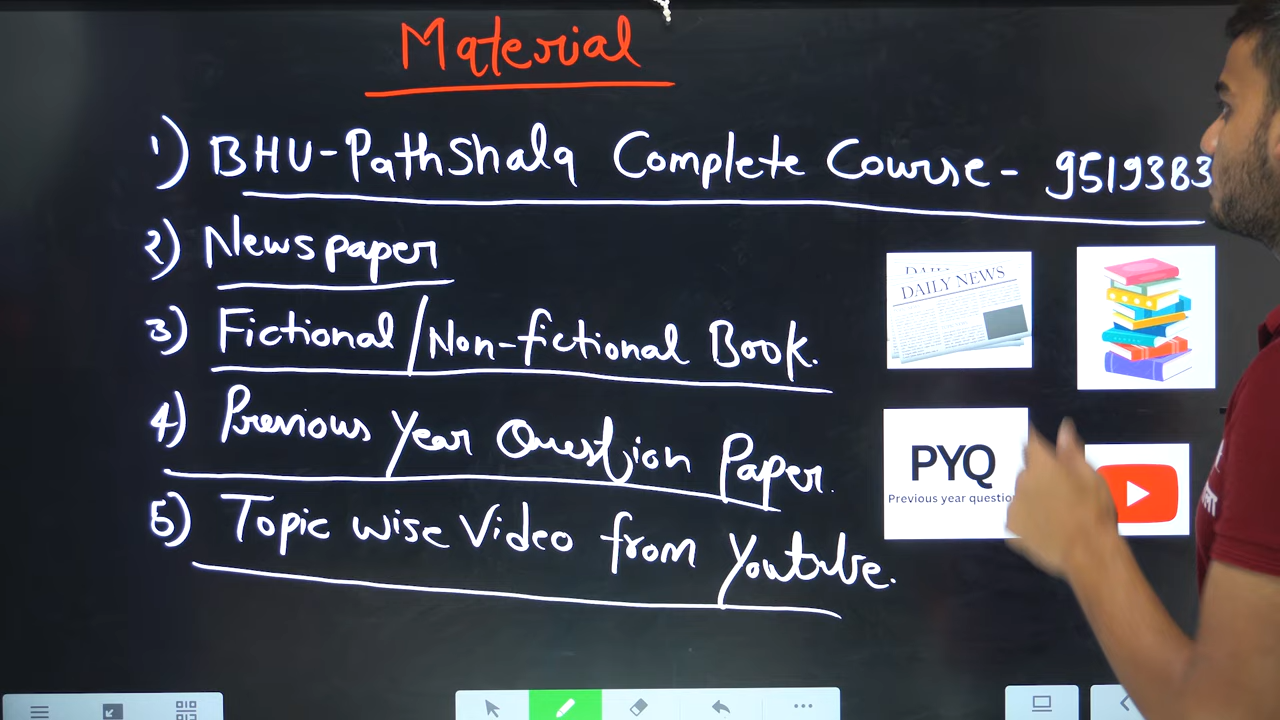 Material
1) BHU-Pathshala Complete Course- 9519383
2) Newspaper
3) Fictional/Non-fictional Book.
4) Previous Year Question Paper.
5) Topic wise Video from Youtube.
DAILY NEWS
PYQ
Previous year questio